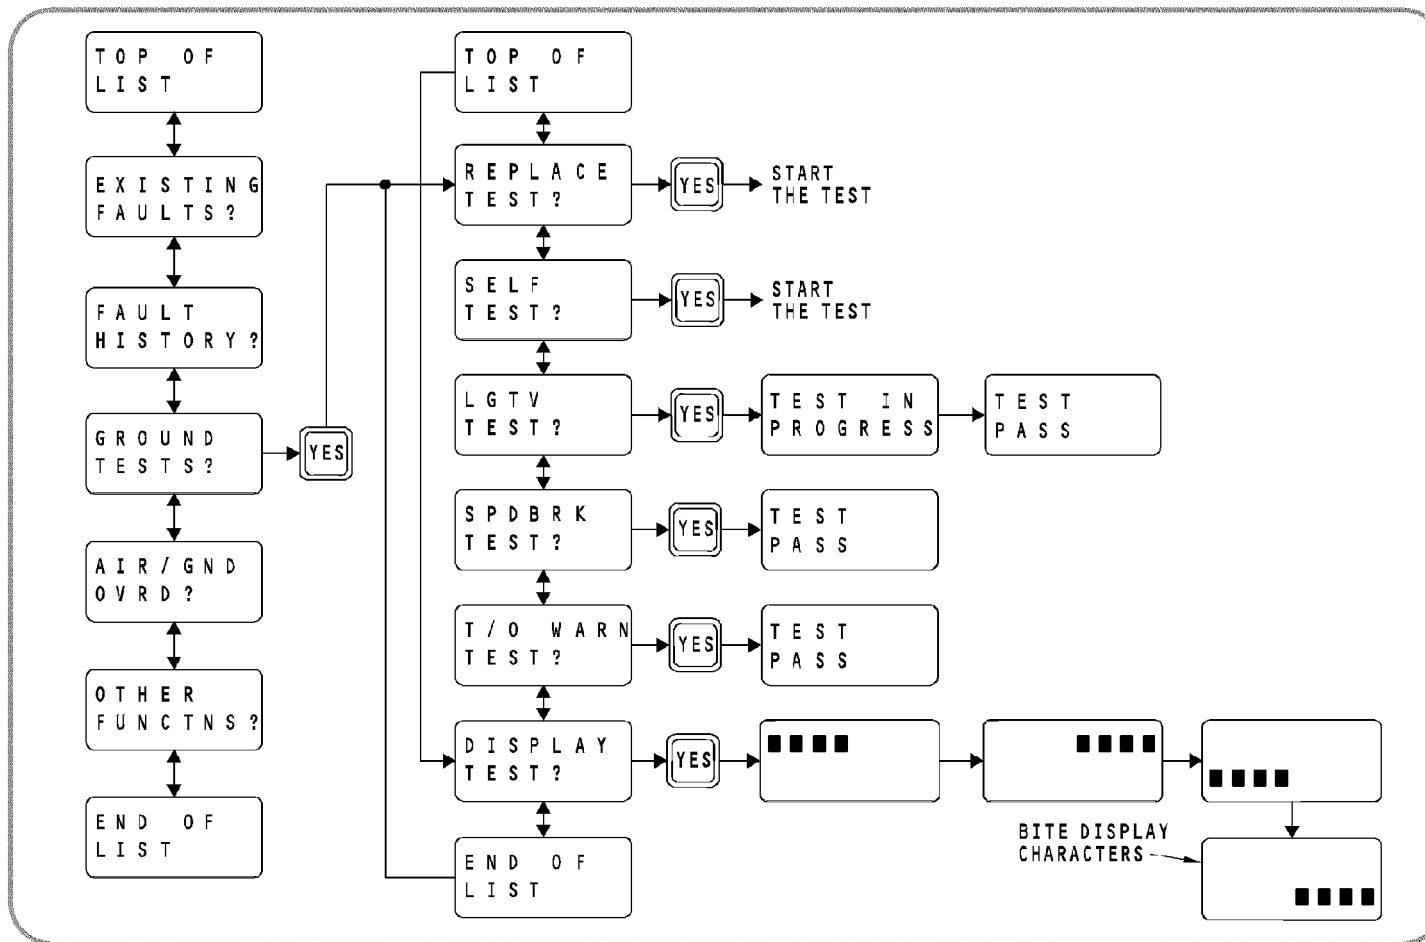 TOP OF
LIST
EXISTING
FAULTS?
FAULT
HISTORY?
GROUND
TESTS?
YES
AIR/GND
OVRD?
OTHER
FUNCTNS?
END OF
LIST
TOP OF
LIST
REPLACE
TEST?
YES
START
THE TEST
SELF
TEST?
YES
START
THE TEST
LGTV
TEST?
YES
TEST IN
PROGRESS
TEST
PASS
SPDBRK
TEST?
YES
TEST
PASS
T/O WARN
TEST?
YES
TEST
PASS
DISPLAY
TEST?
YES
BITE DISPLAY
CHARACTERS
END OF
LIST